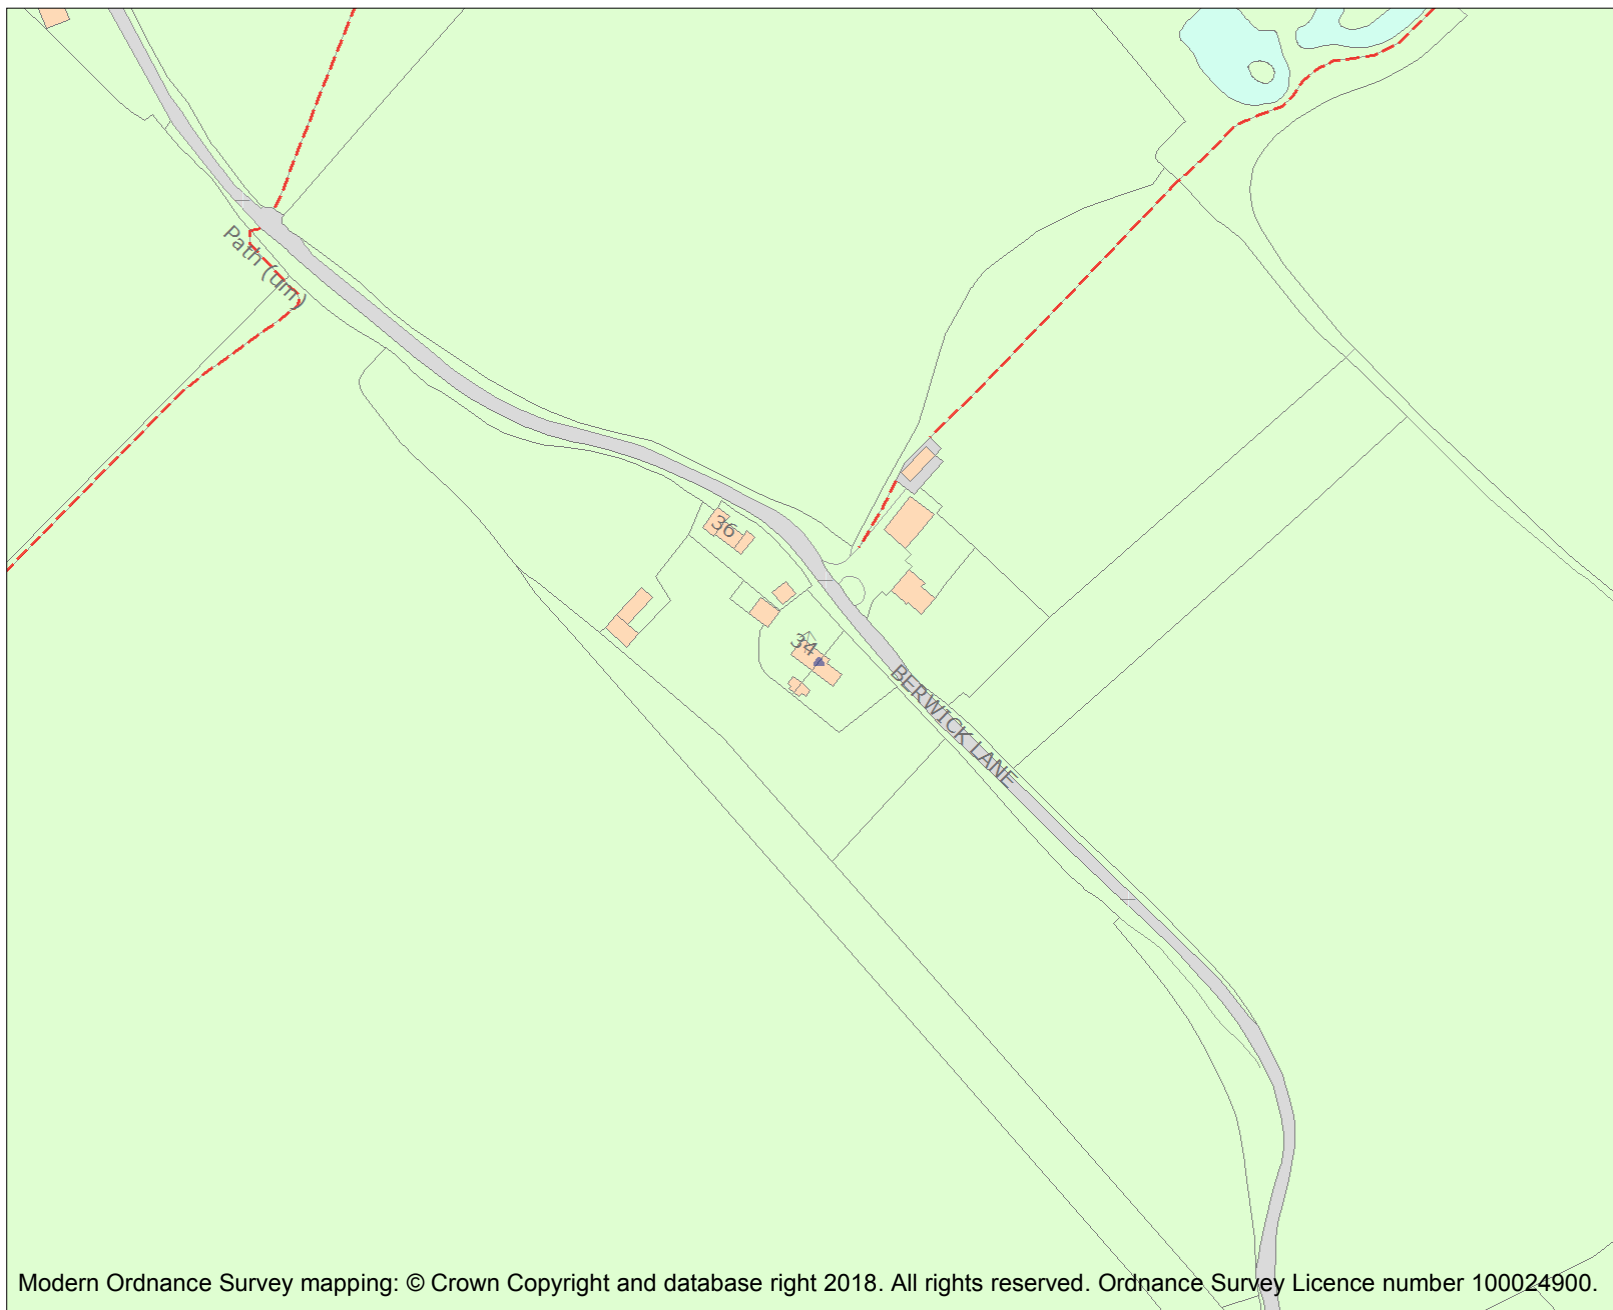 Path (um)
36
34
BERWICK LANE
Modern Ordnance Survey mapping: © Crown Copyright and database right 2018. All rights reserved. Ordnance Survey Licence number 100024900.